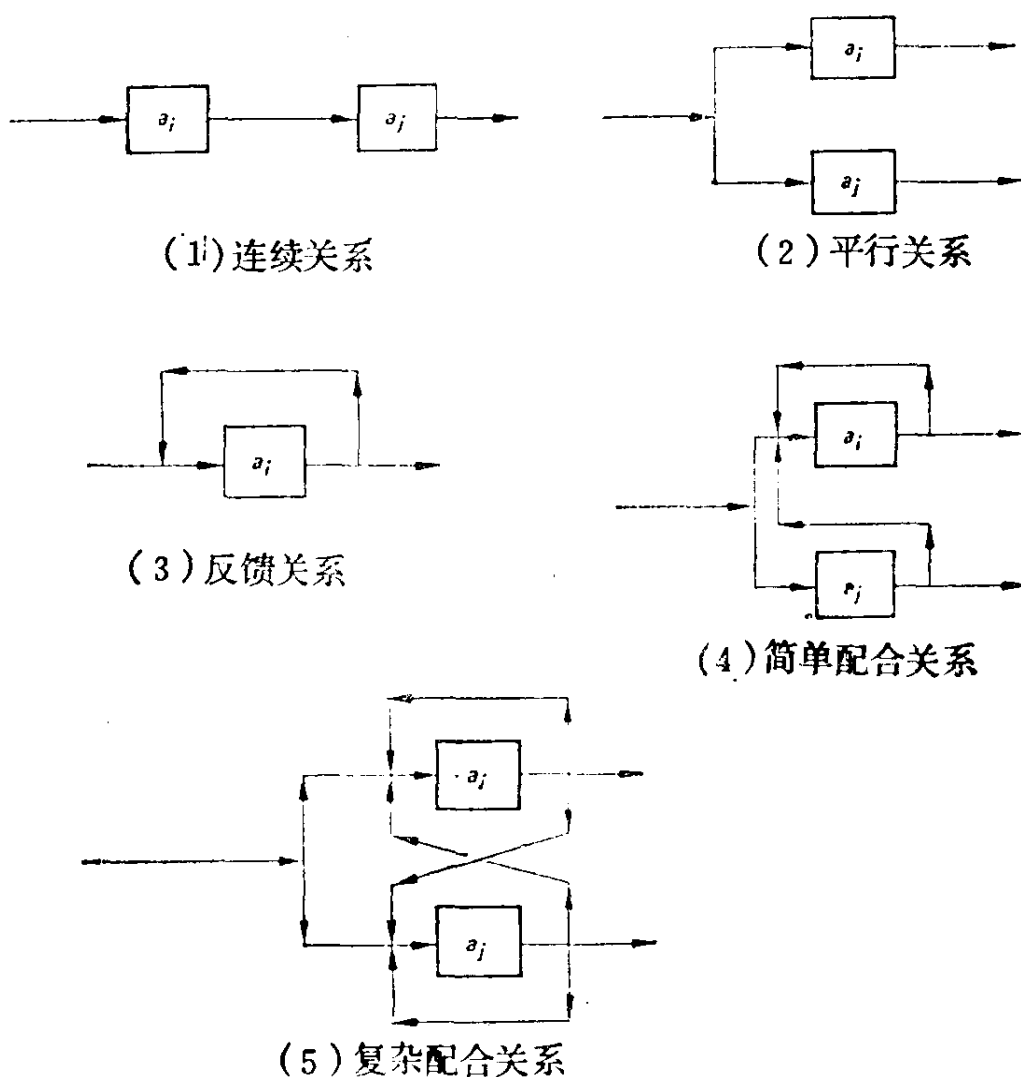 a_i
a_j
(1)连续关系
a_i
a_j
(2)平行关系
a_i
(3)反馈关系
a_i
a_j
(4)简单配合关系
a_i
a_j
(5)复杂配合关系